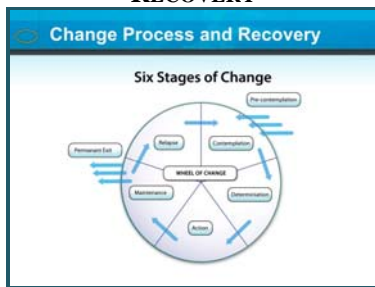 RECOVERY
Change Process and Recovery
Six Stages of Change
Pre-contemplation
Relapse
Contemplation
Permanant Exit
WHEEL OF CHANGE
Maintenance
Determination
Action